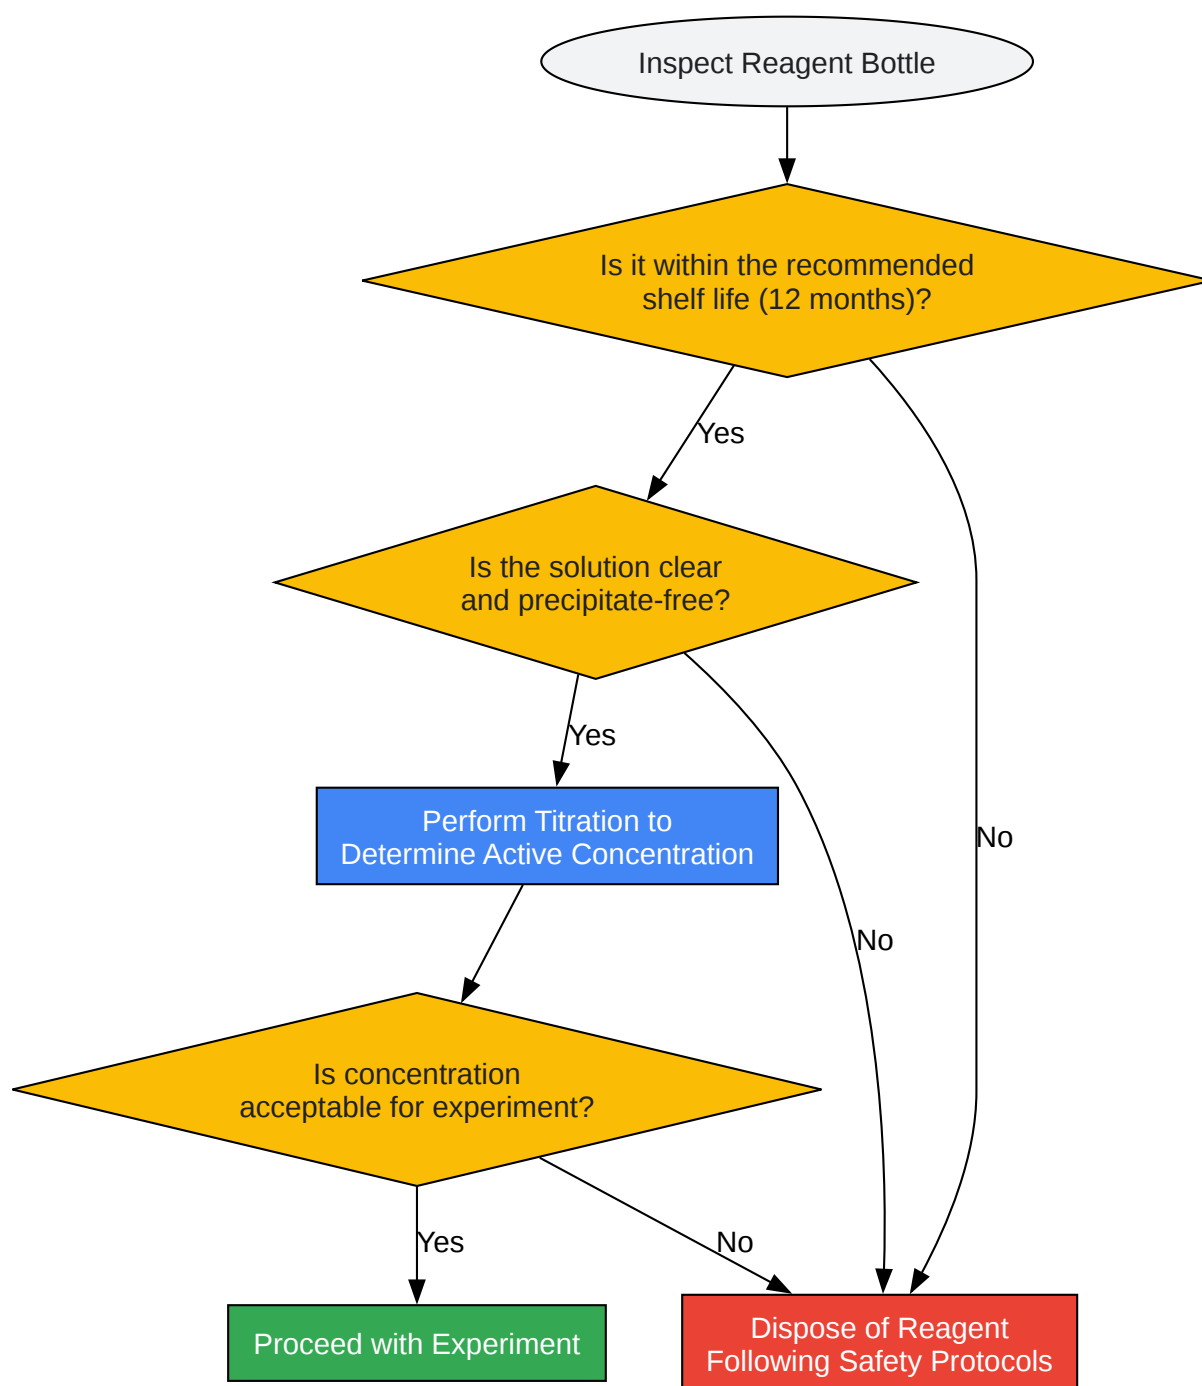 Inspect Reagent Bottle
Is it within the recommended
shelf life (12 months)?
Yes
Is the solution clear
and precipitate-free?
Yes
Perform Titration to
Determine Active Concentration
No
No
Is concentration
acceptable for experiment?
Yes
No
Proceed with Experiment
Dispose of Reagent
Following Safety Protocols